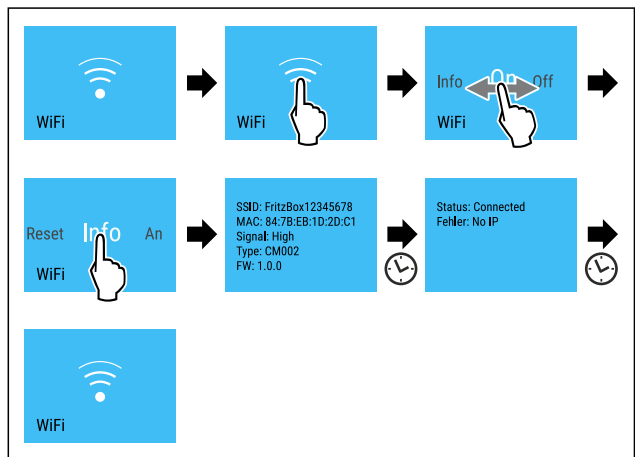 WiFi
WiFi
Info On Off
WiFi
Reset Info An
WiFi
SSID: FritzBox12345678
MAC: 84:7B:EB:1D:2D:C1
Signal: High
Type: CM002
FW: 1.0.0
Status: Connected
Fehler: No IP
WiFi